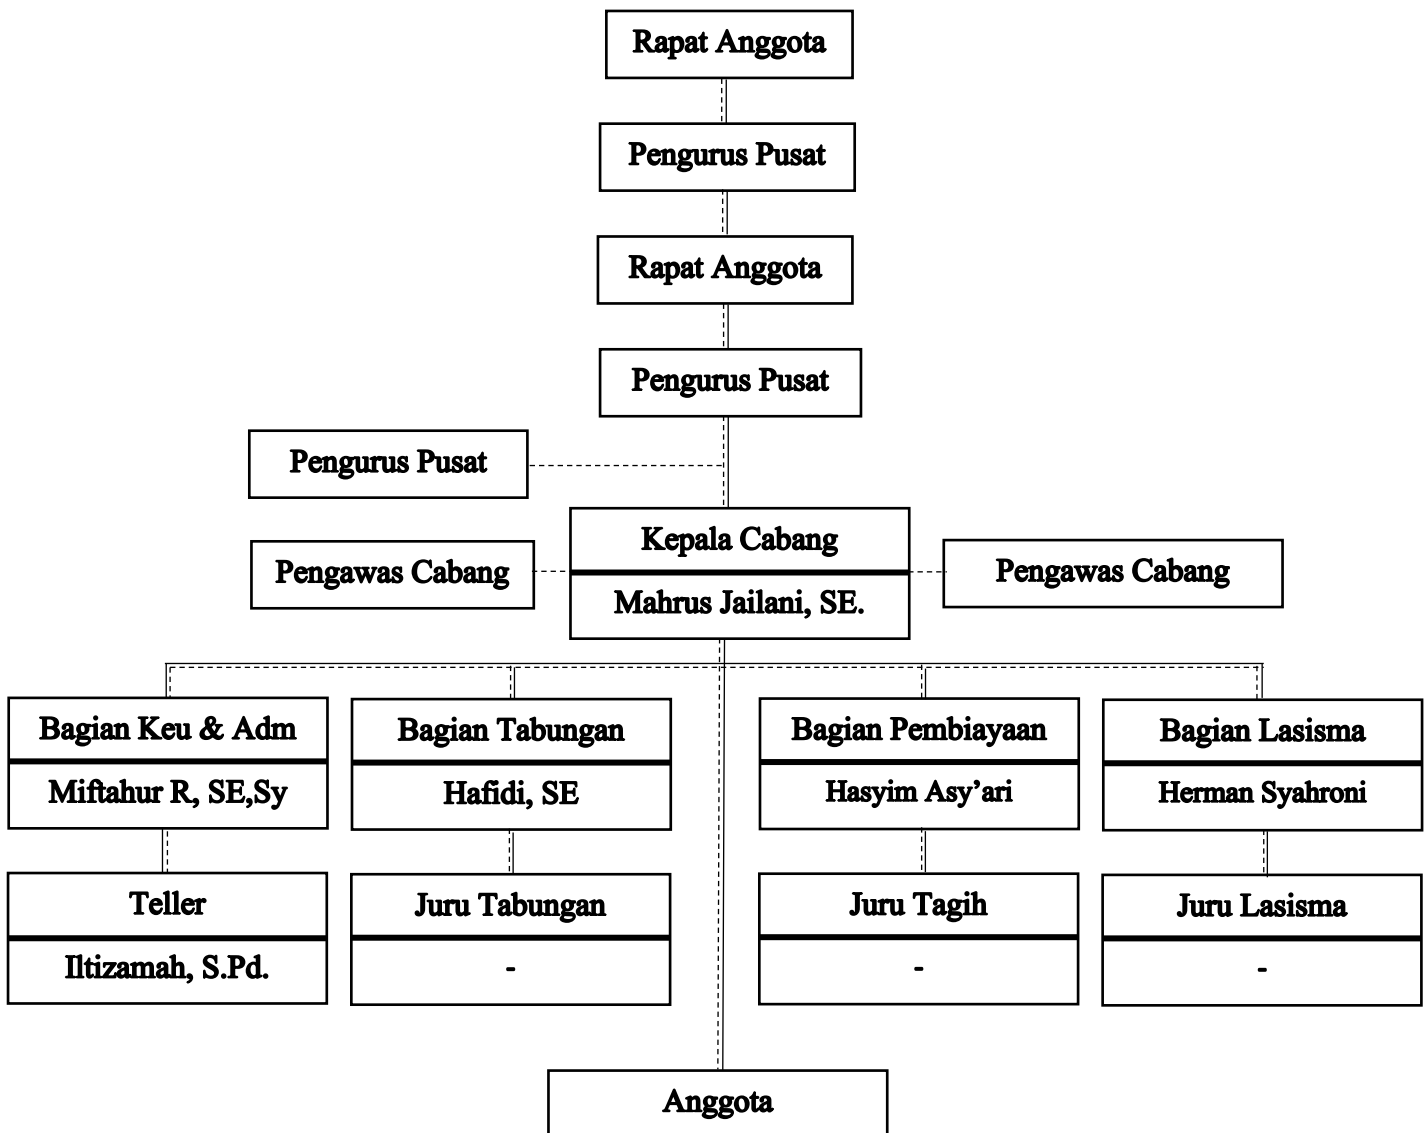 Rapat Anggota
Pengurus Pusat
Rapat Anggota
Pengurus Pusat
Pengurus Pusat
Kepala Cabang
Mahrus Jailani, SE.
Pengawas Cabang
Pengawas Cabang
Bagian Keu & Adm
Miftahur R, SE,Sy
Bagian Tabungan
Hafidi, SE
Bagian Pembiayaan
Hasyim Asy’ari
Bagian Lasisma
Herman Syahroni
Teller
Iltizamah, S.Pd.
Juru Tabungan
-
Juru Tagih
-
Juru Lasisma
-
Anggota